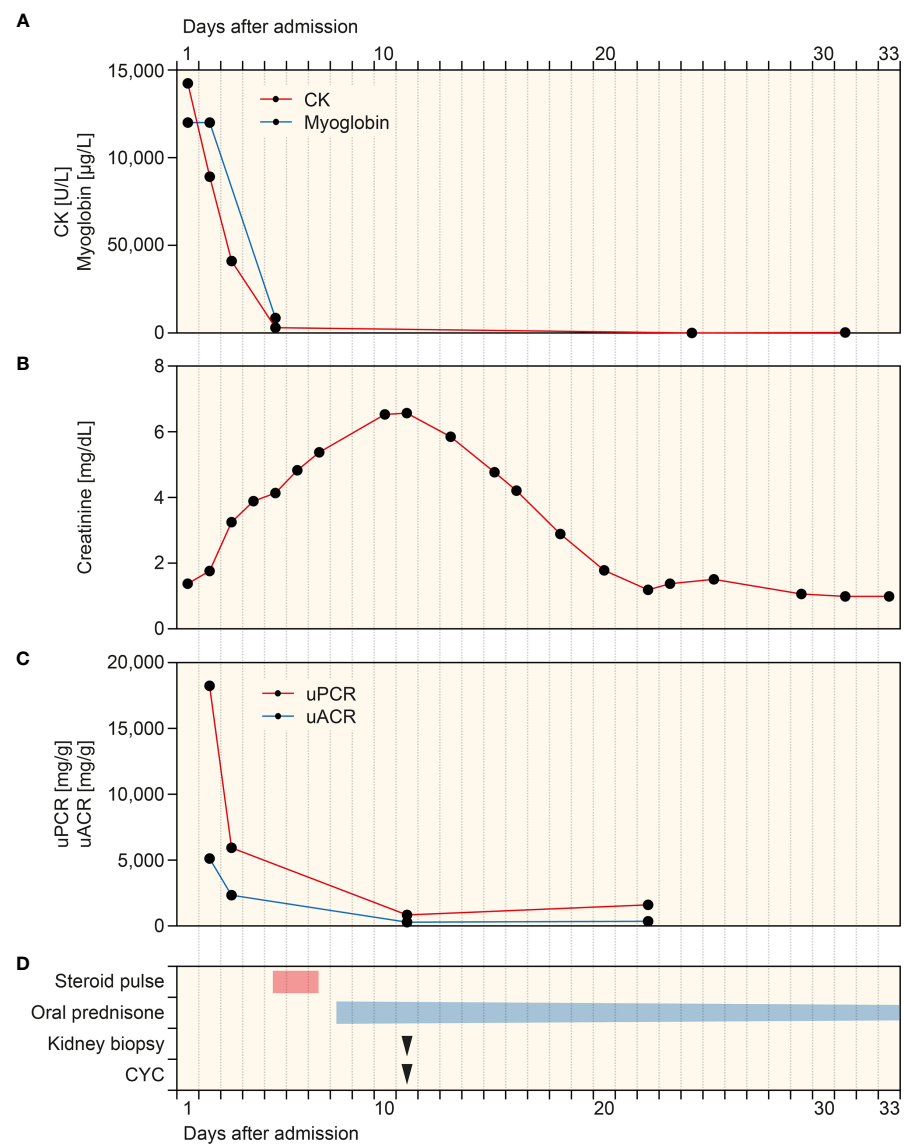 A
Days after admission
1 10 20 30 33
15,000
CK
Myoglobin
10,000
CK [U/L]
Myoglobin [µg/L]
50,000
0
B
8
6
Creatinine [mg/dL]
4
2
0
C
20,000
uPCR
uACR
15,000
uPCR [mg/g]
uACR [mg/g]
10,000
5,000
0
D
Steroid pulse
Oral prednisone
Kidney biopsy
CYC
1 10 20 30 33
Days after admission